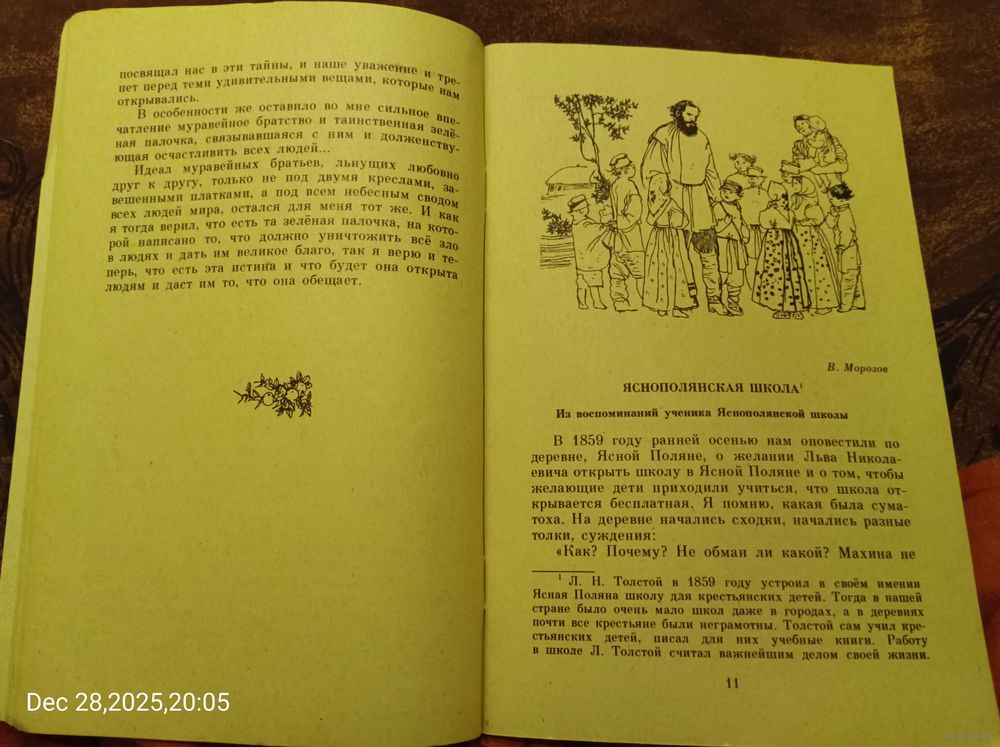 посвящал нас в эти тайны, и наше уважение и тре-
пет перед теми удивительными вещами, которые нам
открывались.
В особенности же оставило во мне сильное впе-
чатление муравейное братство и таинственная зелё-
ная палочка, связывавшаяся с ним и долженству-
ющая осчастливить всех людей...
Идеал муравейных братьев, льнущих любовно
друг к другу, только не под двумя креслами, за-
вешенными платками, а под всем небесным сводом
всех людей мира, остался для меня тот же. И как
я тогда верил, что есть та зелёная палочка, на кото-
рой написано то, что должно уничтожить всё зло
в людях и дать им великое благо, так я верю и те-
перь, что есть эта истина и что будет она открыта
людям и даст им то, что она обещает.
В. Морозов
ЯСНОПОЛЯНСКАЯ ШКОЛА¹
Из воспоминаний ученика Яснополянской школы
В 1859 году ранней осенью нам оповестили по
деревне, Ясной Поляне, о желании Льва Никола-
евича открыть школу в Ясной Поляне и о том, чтобы
желающие дети приходили учиться, что школа от-
крывается бесплатная. Я помню, какая была сума-
тоха. На деревне начались сходки, начались разные
толки, суждения:
«Как? Почему? Не обман ли какой? Махина не
¹ Л. Н. Толстой в 1859 году устроил в своём имении
Ясная Поляна школу для крестьянских детей. Тогда в нашей
стране было очень мало школ даже в городах, а в деревнях
почти все крестьяне были неграмотны. Толстой сам учил кре-
стьянских детей, писал для них учебные книги. Работу
в школе Л. Толстой считал важнейшим делом своей жизни.
11
Dec 28,2025,20:05